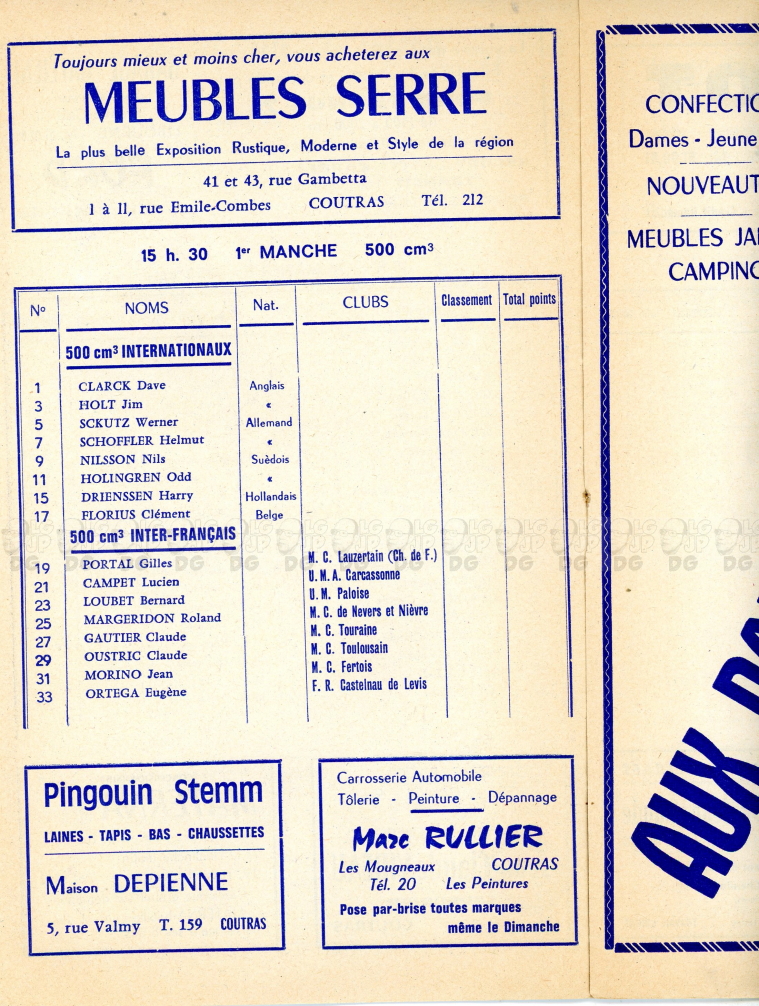 Toujours mieux et moins cher, vous acheterez aux
MEUBLES SERRE
La plus belle Exposition Rustique, Moderne et Style de la région
41 et 43, rue Gambetta
1 à 11, rue Emile-Combes COUTRAS Tél. 212
15 h. 30 1er MANCHE 500 cm³
N° NOMS Nat. CLUBS Classement Total points
500 cm³ INTERNATIONAUX
1 CLARCK Dave Anglais
3 HOLT Jim «
5 SCKUTZ Werner Allemand
7 SCHOFFLER Helmut «
9 NILSSON Nils Suèdois
11 HOLINGREN Odd «
15 DRIENSSEN Harry Hollandais
17 FLORIUS Clément Belge
500 cm³ INTER-FRANÇAIS
19 PORTAL Gilles M. C. Lauzertain (Ch. de F.)
21 CAMPET Lucien U. M. A. Carcassonne
23 LOUBET Bernard U. M. Paloise
25 MARGERIDON Roland M. C. de Nevers et Nièvre
27 GAUTIER Claude M. C. Touraine
29 OUSTRIC Claude M. C. Toulousain
31 MORINO Jean M. C. Fertois
33 ORTEGA Eugène F. R. Castelnau de Levis
Pingouin Stemm
LAINES - TAPIS - BAS - CHAUSSETTES
Maison DEPIENNE
5, rue Valmy T. 159 COUTRAS
Carrosserie Automobile
Tôlerie - Peinture - Dépannage
Marc RULLIER
Les Mougneaux COUTRAS
Tél. 20 Les Peintures
Pose par-brise toutes marques
même le Dimanche
CONFECTIO
Dames - Jeune
NOUVEAUT
MEUBLES JA
CAMPING
AUX